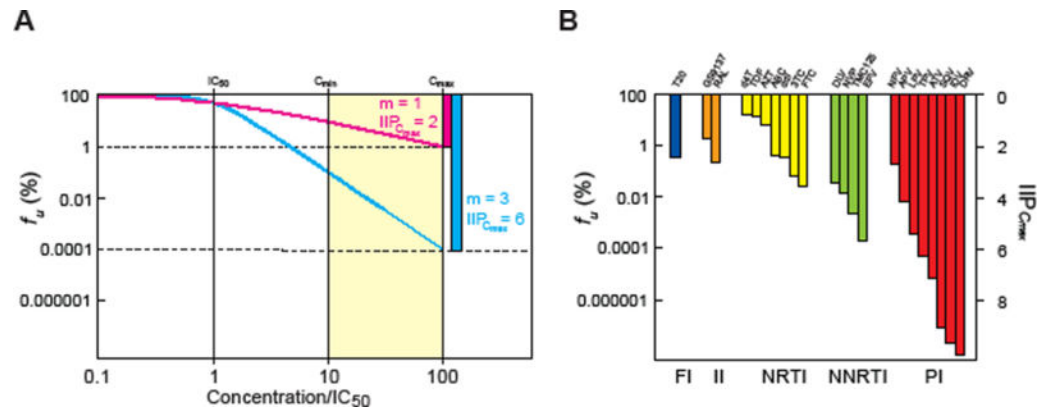 A
IC50 Cmin Cmax
100
1
0.01
0.0001
0.000001
fu (%)
m = 1
IIPCmax = 2
m = 3
IIPCmax = 6
0.1 1 10 100
Concentration/IC50
B
T20
GS9137
RAL
d4T
TDF
AZT
ABC
ddI
3TC
FTC
DLV
NVP
TMC125
EFV
NFV
APV
LPV
TPV
ATV
SQV
IDV
DRV
100
1
0.01
0.0001
0.000001
fu (%)
0
2
4
6
8
IIPCmax
FI II NRTI NNRTI PI